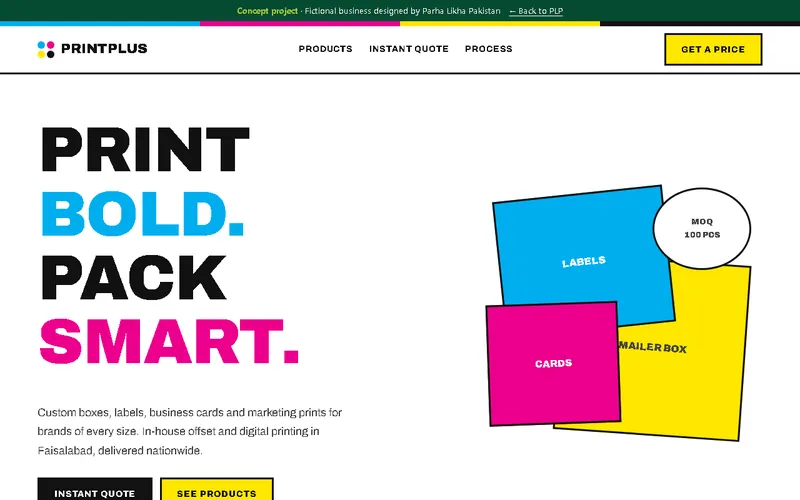 Concept project · Fictional business designed by Parha Likha Pakistan ← Back to PLP
PRINTPLUS
PRODUCTS INSTANT QUOTE PROCESS
GET A PRICE
PRINT
BOLD.
PACK
SMART.
Custom boxes, labels, business cards and marketing prints for
brands of every size. In-house offset and digital printing in
Faisalabad, delivered nationwide.
INSTANT QUOTE
SEE PRODUCTS
MOQ
100 PCS
LABELS
MAILER BOX
CARDS